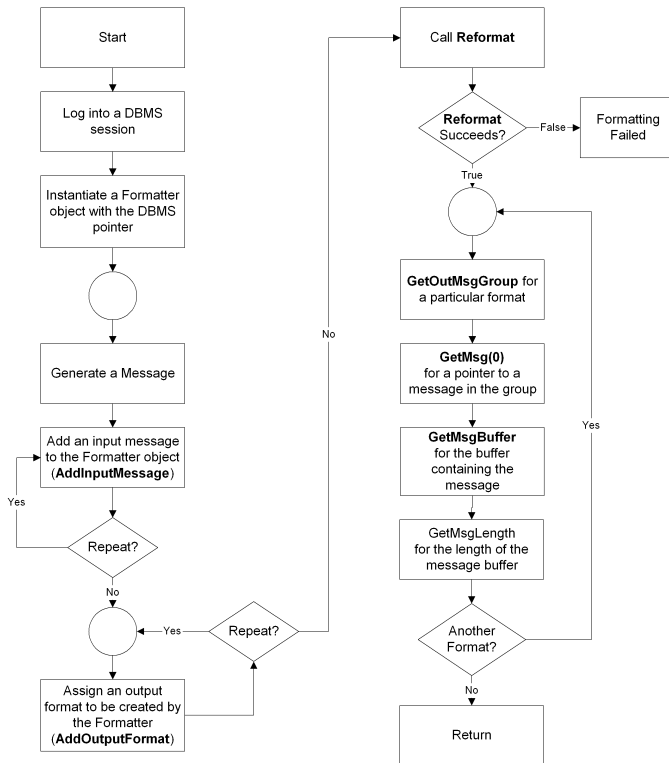 Start
Log into a DBMS
session
Instantiate a Formatter
object with the DBMS
pointer
Generate a Message
Add an input message
to the Formatter object
(AddInputMessage)
Yes
Repeat?
No
Yes
Repeat?
Assign an output
format to be created by
the Formatter
(AddOutputFormat)
No
Call Reformat
Reformat
Succeeds?
False
Formatting
Failed
True
GetOutMsgGroup for
a particular format
GetMsg(0)
for a pointer to a
message in the group
Yes
GetMsgBuffer
for the buffer
containing the
message
GetMsgLength
for the length of the
message buffer
Another
Format?
No
Return